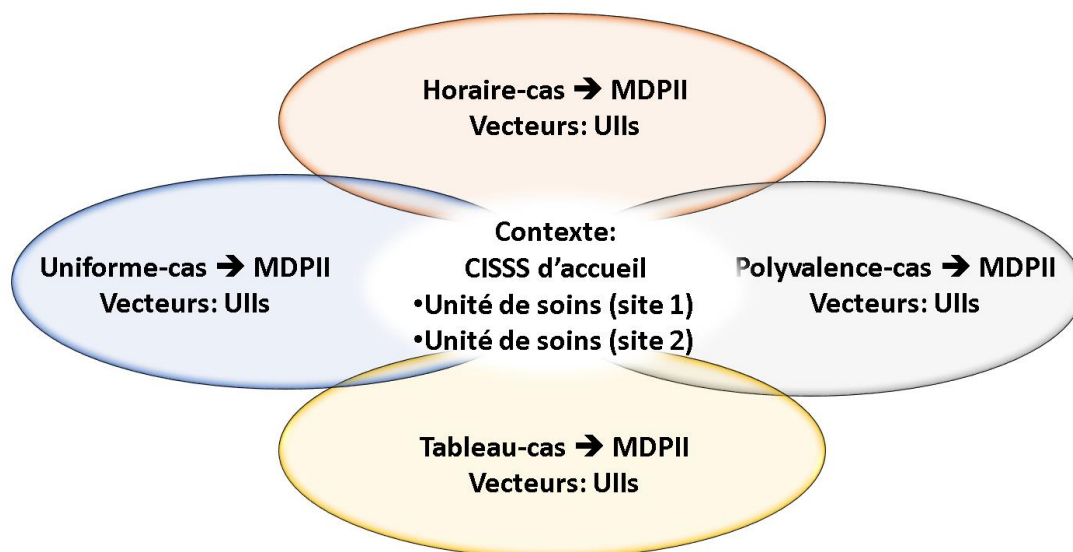 Horaire-cas ➔ MDPII
Vecteurs: UIIs
Uniforme-cas ➔ MDPII
Vecteurs: UIIs
Contexte:
CISSS d'accueil
•Unité de soins (site 1)
•Unité de soins (site 2)
Polyvalence-cas ➔ MDPII
Vecteurs: UIIs
Tableau-cas ➔ MDPII
Vecteurs: UIIs